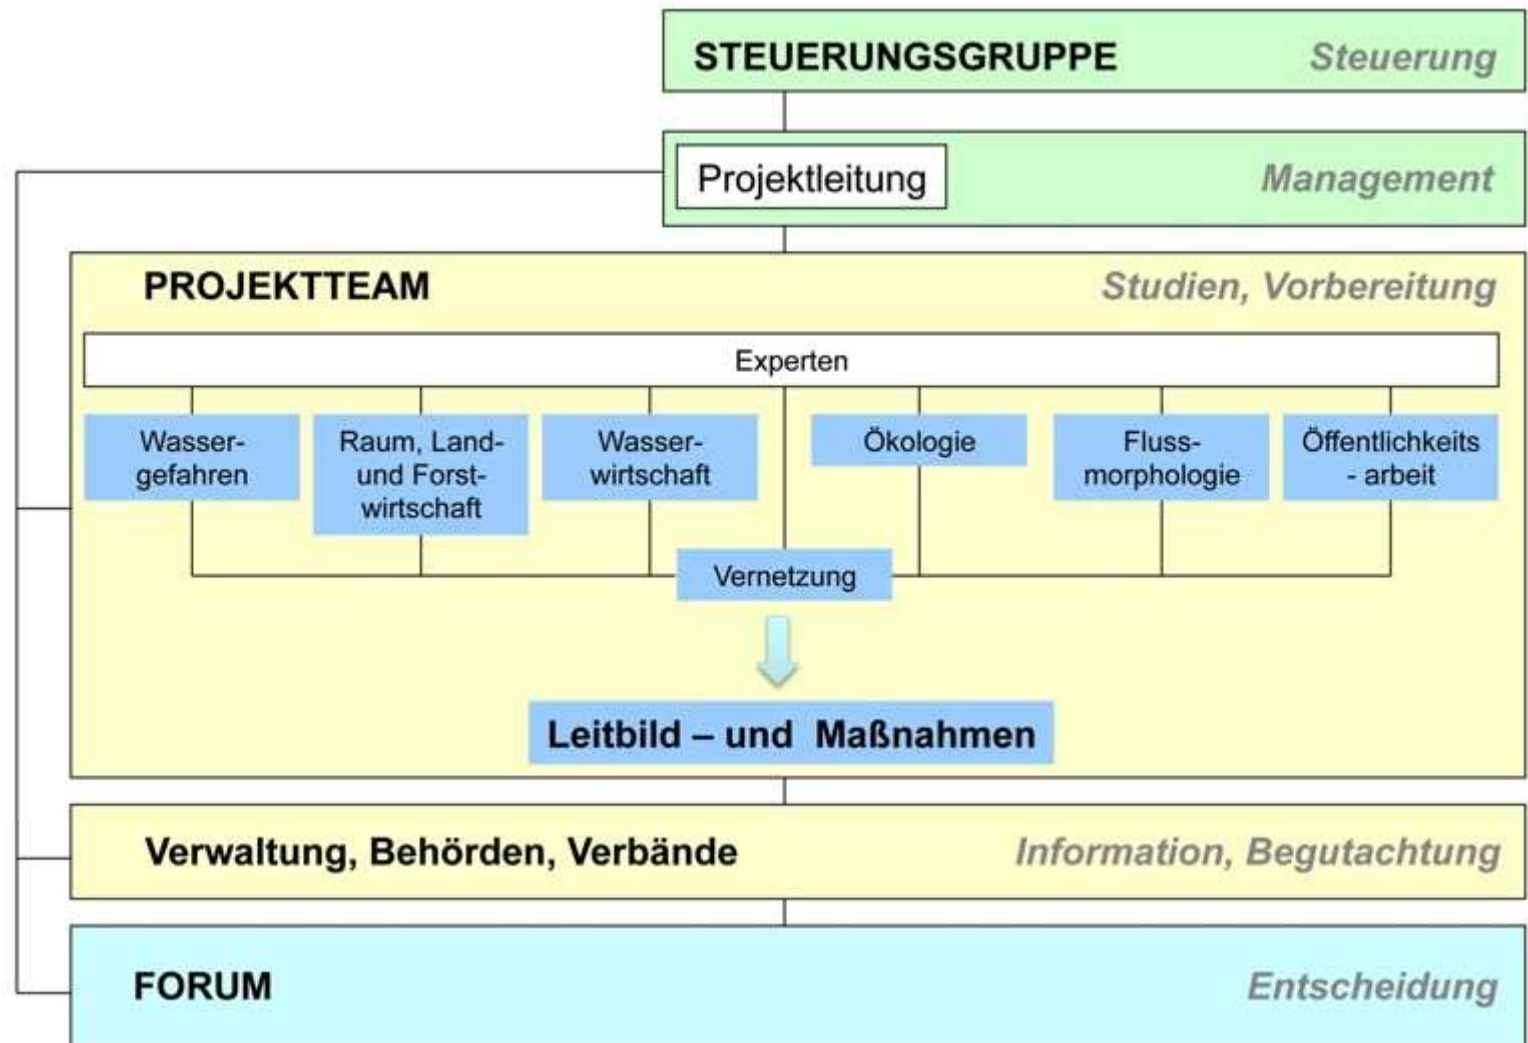 STEUERUNGSGRUPPE Steuerung
Projektleitung Management
PROJEKTTEAM Studien, Vorbereitung
Experten
Wasser-
gefahren
Raum, Land-
und Forst-
wirtschaft
Wasser-
wirtschaft
Ökologie
Fluss-
morphologie
Öffentlichkeits
- arbeit
Vernetzung
Leitbild – und Maßnahmen
Verwaltung, Behörden, Verbände Information, Begutachtung
FORUM Entscheidung